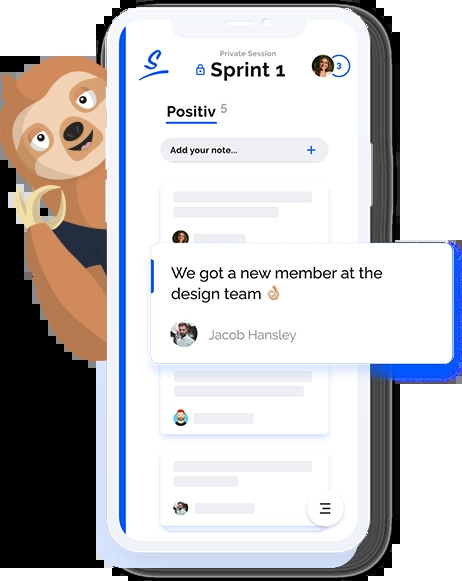 Private Session
S
Sprint 1
3
Positiv 5
Add your note... +
We got a new member at the
design team 👌🏼
Jacob Hansley